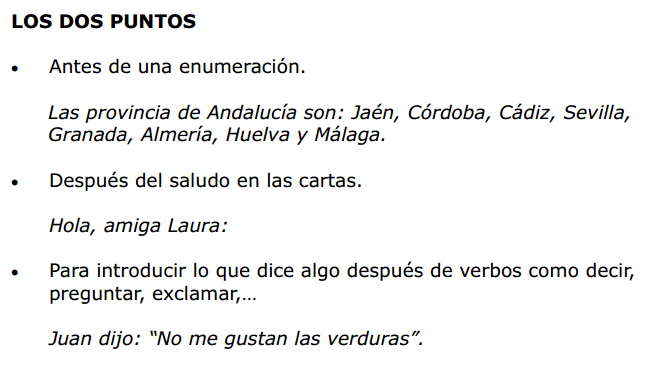 LOS DOS PUNTOS
• Antes de una enumeración.
Las provincia de Andalucía son: Jaén, Córdoba, Cádiz, Sevilla,
Granada, Almería, Huelva y Málaga.
• Después del saludo en las cartas.
Hola, amiga Laura:
• Para introducir lo que dice algo después de verbos como decir,
preguntar, exclamar,…
Juan dijo: “No me gustan las verduras”.